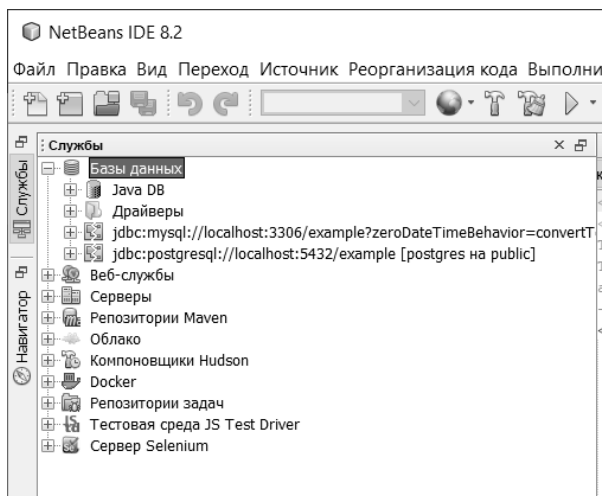 NetBeans IDE 8.2
Файл Правка Вид Переход Источник Реорганизация кода Выполни
Службы
Службы
Навигатор
Базы данных
Java DB
Драйверы
jdbc:mysql://localhost:3306/example?zeroDateTimeBehavior=convertT
jdbc:postgresql://localhost:5432/example [postgres на public]
Веб-службы
Серверы
Репозитории Maven
Облако
Компоновщики Hudson
Docker
Репозитории задач
Тестовая среда JS Test Driver
Сервер Selenium